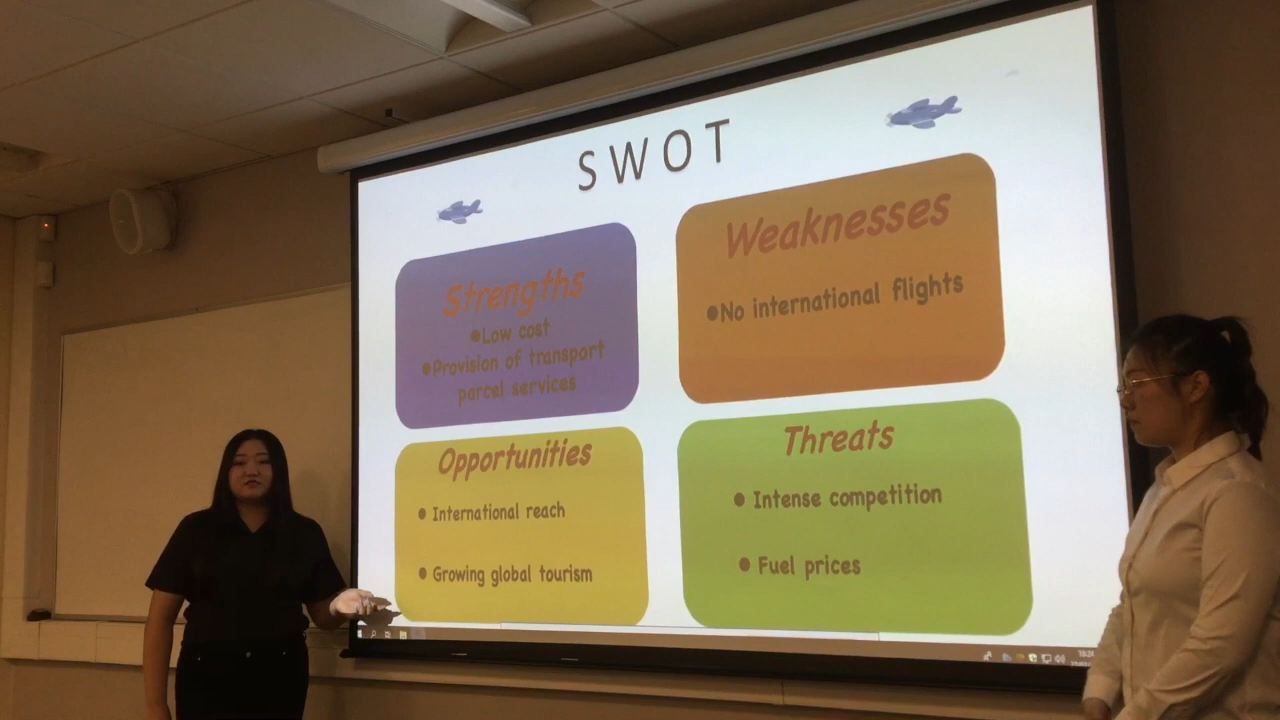 SWOT
Strengths
●Low cost
●Provision of transport
parcel services
Weaknesses
●No international flights
Opportunities
● International reach
● Growing global tourism
Threats
● Intense competition
● Fuel prices